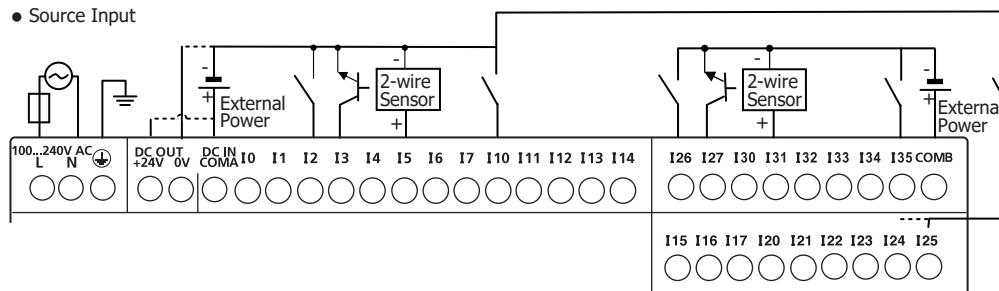 ● Source Input
- +
External
Power
- 2-wire
Sensor
+
- 2-wire
Sensor
+
- +
External
Power
100...240V AC
L N
DC OUT
+24V 0V
DC IN
COMA I0 I1 I2 I3 I4 I5 I6 I7 I10 I11 I12 I13 I14
I26 I27 I30 I31 I32 I33 I34 I35 COMB
I15 I16 I17 I20 I21 I22 I23 I24 I25